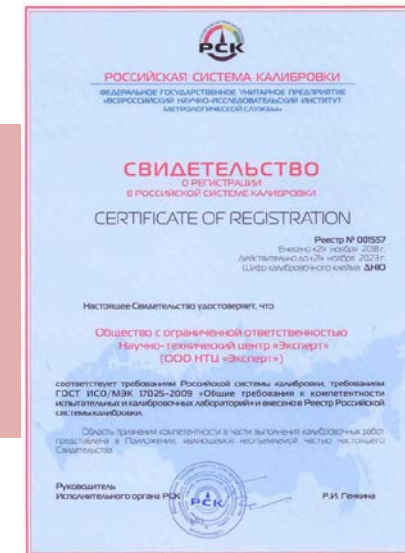 РСК
РОССИЙСКАЯ СИСТЕМА КАЛИБРОВКИ
ФЕДЕРАЛЬНОЕ ГОСУДАРСТВЕННОЕ УНИТАРНОЕ ПРЕДПРИЯТИЕ
«ВСЕРОССИЙСКИЙ НАУЧНО-ИССЛЕДОВАТЕЛЬСКИЙ ИНСТИТУТ
МЕТРОЛОГИЧЕСКОЙ СЛУЖБЫ»
СВИДЕТЕЛЬСТВО
О РЕГИСТРАЦИИ
В РОССИЙСКОЙ СИСТЕМЕ КАЛИБРОВКИ
CERTIFICATE OF REGISTRATION
Реестр № 001557
Внесено «21» ноября 2018 г.
Действительно до «21» ноября 2023 г.
Шифр калибровочного клейма ДНЮ
Настоящее Свидетельство удостоверяет, что
Общество с ограниченной ответственностью
Научно-технический центр «Эксперт»
(ООО НТЦ «Эксперт»)
соответствует требованиям Российской системы калибровки, требованиям
ГОСТ ИСО/МЭК 17025-2009 «Общие требования к компетентности
испытательных и калибровочных лабораторий» и внесено в Реестр Российской
системы калибровки.
Область признания компетентности в части выполнения калибровочных работ
представлена в Приложении, являющемся неотъемлемой частью настоящего
Свидетельства
Руководитель
Исполнительного органа РСК
Р.И. Генкина
РСК